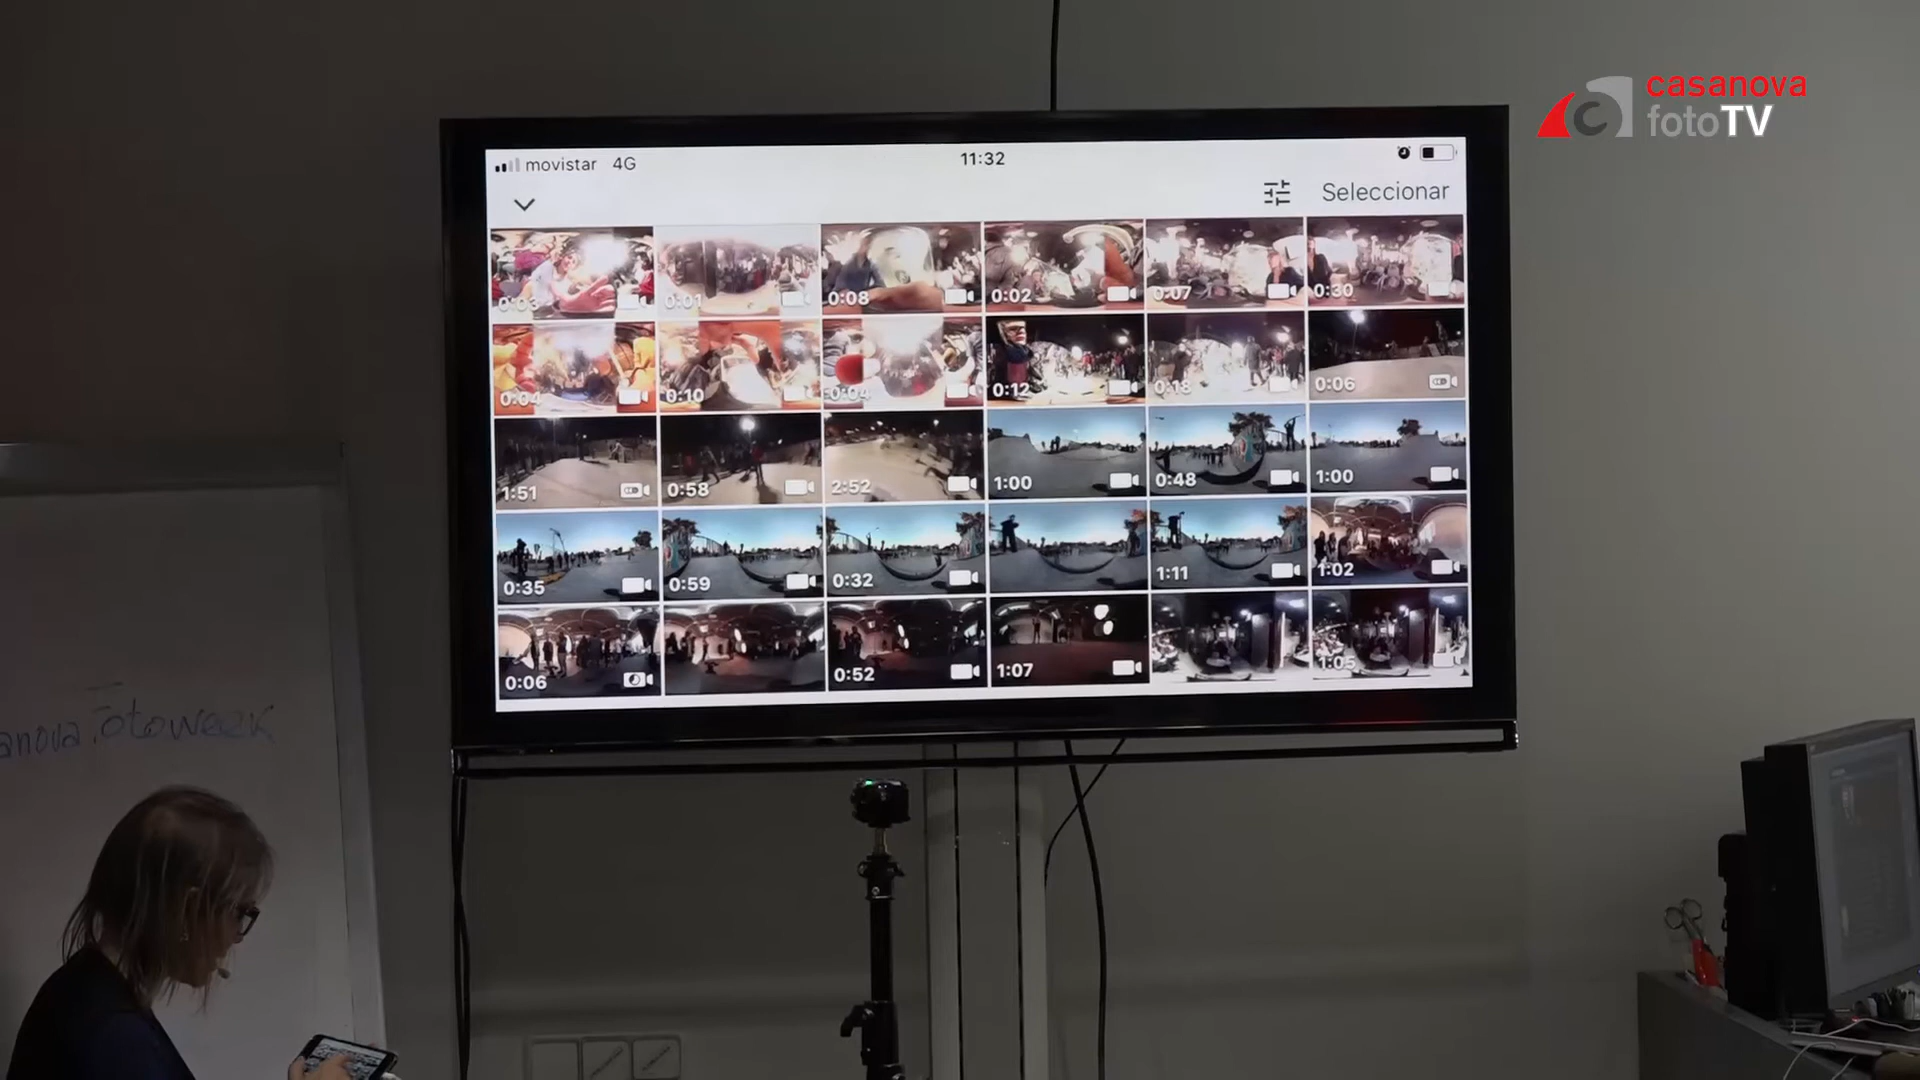 casanova
fotoTV
movistar 4G 11:32
Seleccionar
0:03 0:01 0:08 0:02 0:07 0:30
0:04 0:10 0:04 0:12 0:18 0:06
1:51 0:58 2:52 1:00 0:48 1:00
0:35 0:59 0:32 1:11 1:02
0:06 0:52 1:07 1:05
anova fotoweek